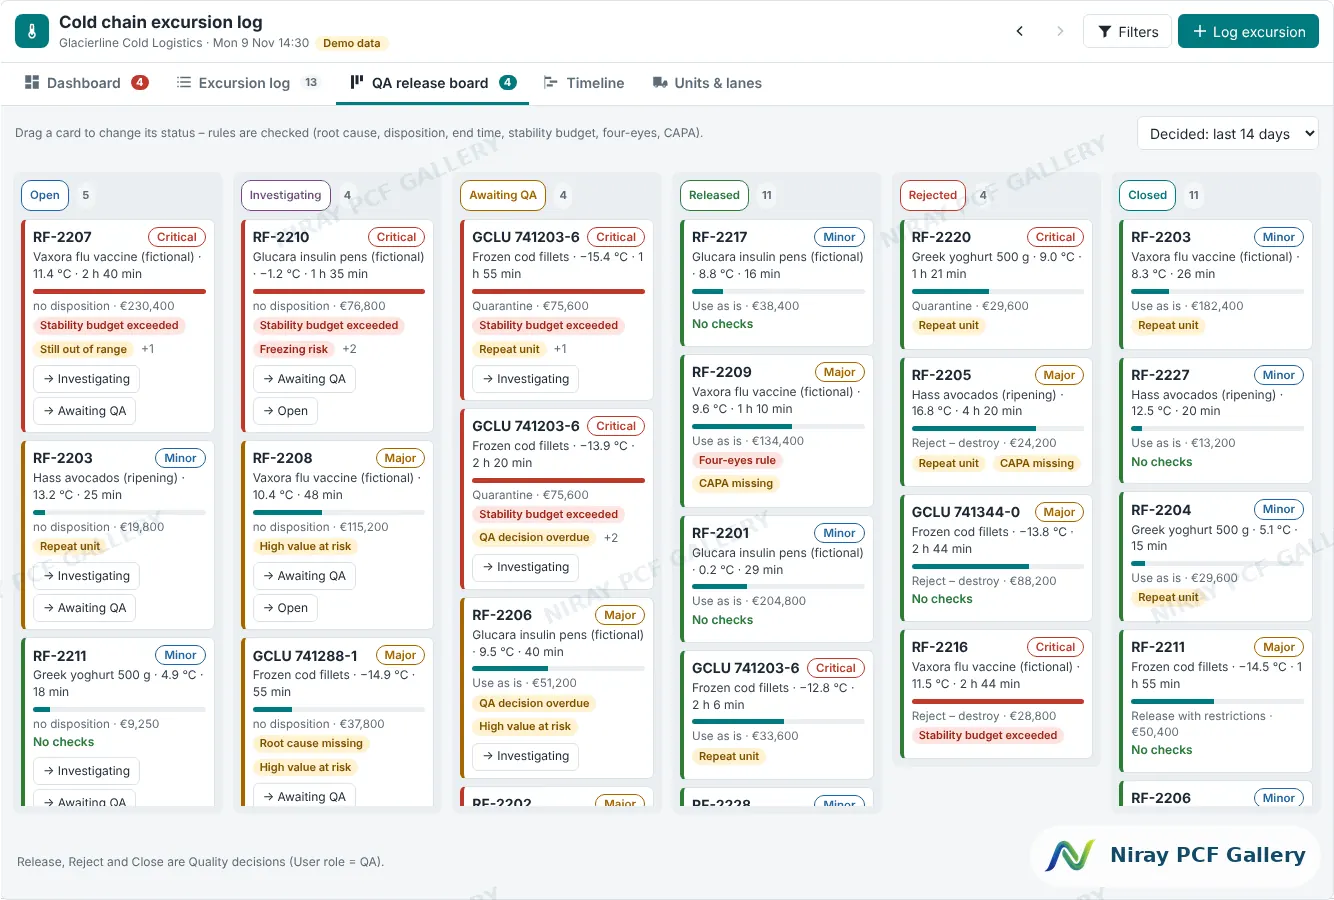 Cold chain excursion log
Glacierline Cold Logistics · Mon 9 Nov 14:30 Demo data
Filters
Log excursion
Dashboard 4
Excursion log 13
QA release board 4
Timeline
Units & lanes
Drag a card to change its status – rules are checked (root cause, disposition, end time, stability budget, four-eyes, CAPA).
Decided: last 14 days
Open 5
RF-2207 Critical
Vaxora flu vaccine (fictional) ·
11.4 °C · 2 h 40 min
no disposition · €230,400
Stability budget exceeded
Still out of range +1
→ Investigating
→ Awaiting QA
RF-2203 Minor
Hass avocados (ripening) ·
13.2 °C · 25 min
no disposition · €19,800
Repeat unit
→ Investigating
→ Awaiting QA
RF-2211 Minor
Greek yoghurt 500 g · 4.9 °C ·
18 min
no disposition · €9,250
No checks
→ Investigating
→ Awaiting QA
Investigating 4
RF-2210 Critical
Glucara insulin pens (fictional)
· −1.2 °C · 1 h 35 min
no disposition · €76,800
Stability budget exceeded
Freezing risk +2
→ Awaiting QA
→ Open
RF-2208 Major
Vaxora flu vaccine (fictional) ·
10.4 °C · 48 min
no disposition · €115,200
High value at risk
→ Awaiting QA
→ Open
GCLU 741288-1 Major
Frozen cod fillets · −14.9 °C ·
55 min
no disposition · €37,800
Root cause missing
High value at risk
→ Awaiting QA
Awaiting QA 4
GCLU 741203-6 Critical
Frozen cod fillets · −15.4 °C · 1
h 55 min
Quarantine · €75,600
Stability budget exceeded
Repeat unit +1
→ Investigating
GCLU 741203-6 Critical
Frozen cod fillets · −13.9 °C ·
2 h 20 min
Quarantine · €75,600
Stability budget exceeded
QA decision overdue +2
→ Investigating
RF-2206 Major
Glucara insulin pens (fictional)
· 9.5 °C · 40 min
Use as is · €51,200
QA decision overdue
High value at risk
→ Investigating
RF-2202 Major
Released 11
RF-2217 Minor
Glucara insulin pens (fictional)
· 8.8 °C · 16 min
Use as is · €38,400
No checks
RF-2209 Major
Vaxora flu vaccine (fictional) ·
9.6 °C · 1 h 10 min
Use as is · €134,400
Four-eyes rule
CAPA missing
RF-2201 Minor
Glucara insulin pens (fictional)
· 0.2 °C · 29 min
Use as is · €204,800
No checks
GCLU 741203-6 Critical
Frozen cod fillets · −12.8 °C ·
2 h 6 min
Use as is · €33,600
Repeat unit
RF-2228 Minor
Rejected 4
RF-2220 Critical
Greek yoghurt 500 g · 9.0 °C ·
1 h 21 min
Quarantine · €29,600
Repeat unit
RF-2205 Major
Hass avocados (ripening) ·
16.8 °C · 4 h 20 min
Reject – destroy · €24,200
Repeat unit CAPA missing
GCLU 741344-0 Major
Frozen cod fillets · −13.8 °C ·
2 h 44 min
Reject – destroy · €88,200
No checks
RF-2216 Critical
Vaxora flu vaccine (fictional) ·
11.5 °C · 2 h 44 min
Reject – destroy · €28,800
Stability budget exceeded
Closed 11
RF-2203 Minor
Vaxora flu vaccine (fictional) ·
8.3 °C · 26 min
Use as is · €182,400
Repeat unit
RF-2227 Minor
Hass avocados (ripening) ·
12.5 °C · 20 min
Use as is · €13,200
No checks
RF-2204 Minor
Greek yoghurt 500 g · 5.1 °C ·
15 min
Use as is · €29,600
Repeat unit
RF-2211 Major
Frozen cod fillets · −14.5 °C · 1
h 55 min
Release with restrictions ·
€50,400
No checks
RF-2206 Minor
Release, Reject and Close are Quality decisions (User role = QA).
Niray PCF Gallery
NIRAY PCF GALLERY
NIRAY PCF GALLERY
PCF GALLERY
NIRAY PCF GALLERY
NIRAY PCF GALL